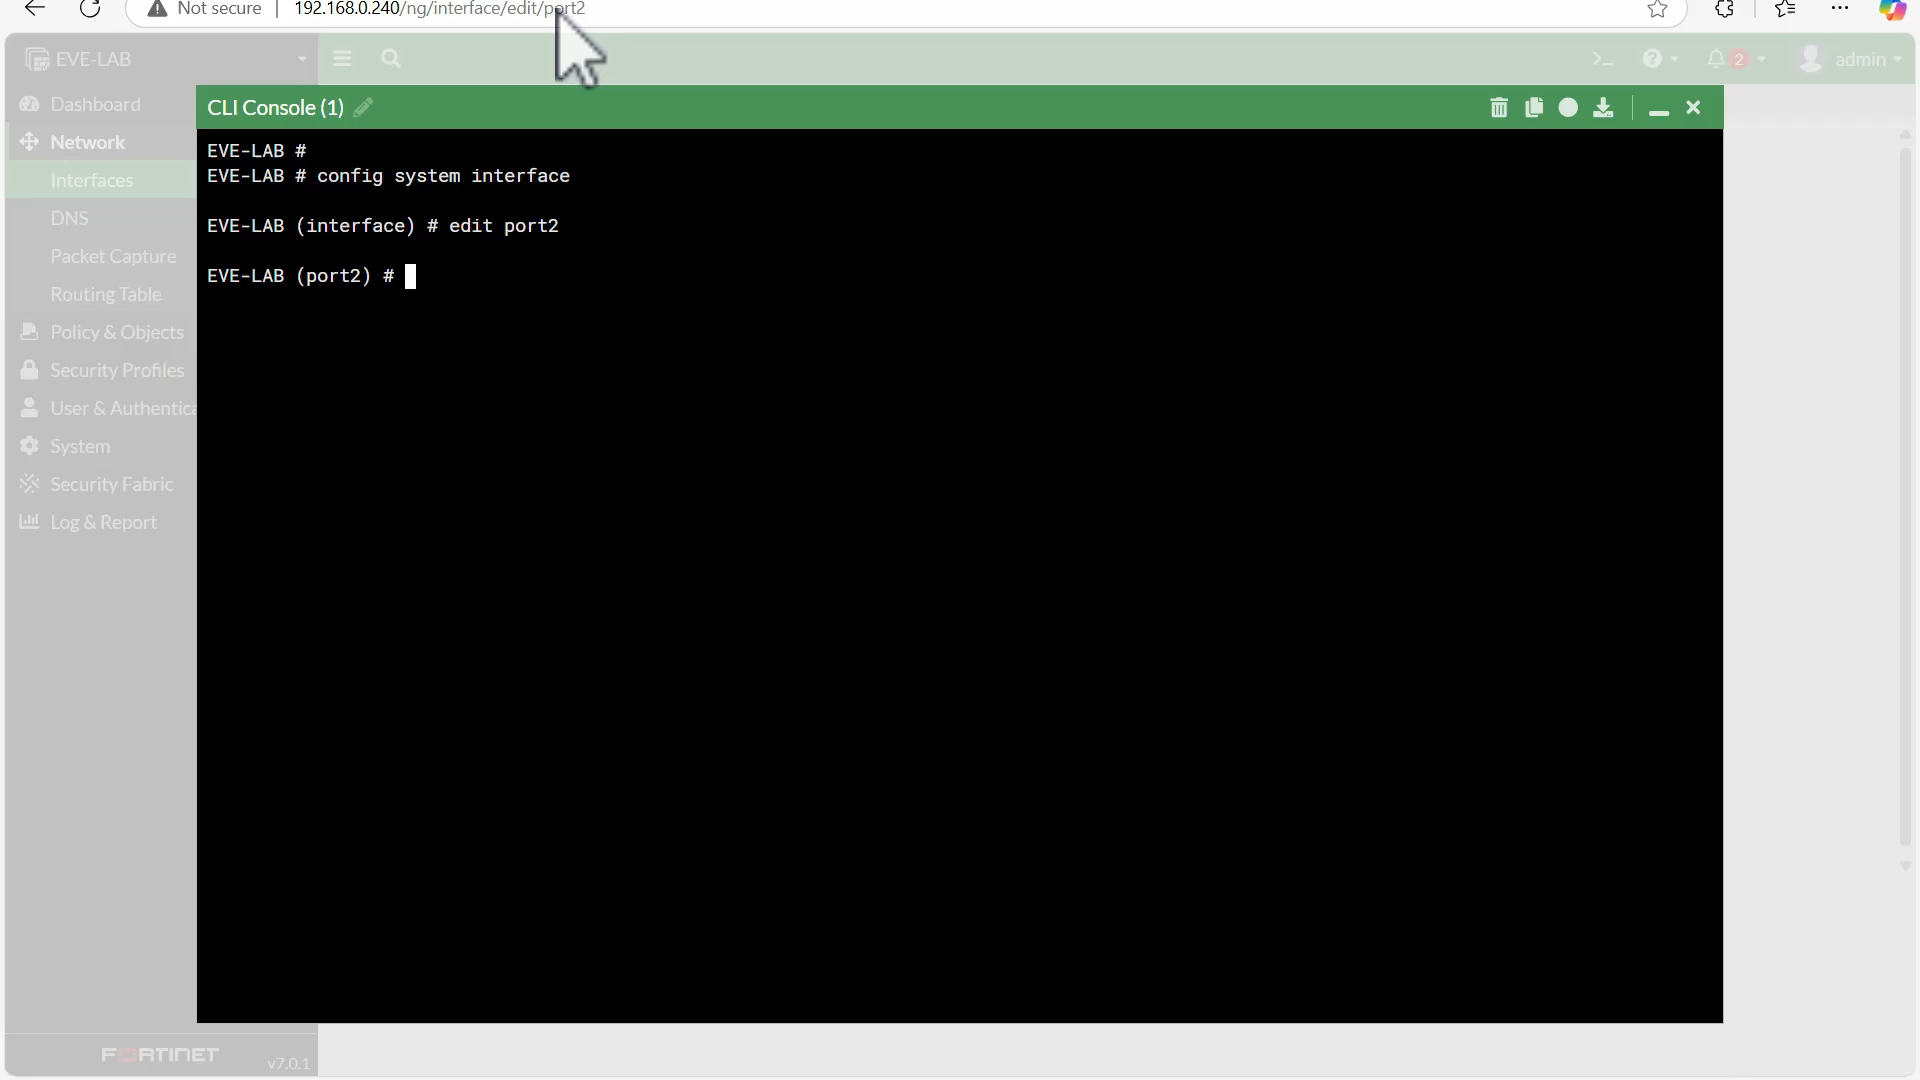 Not secure
192.168.0.240/ng/interface/edit/port2
EVE-LAB
2
admin
Dashboard
CLI Console (1)
Network
Interfaces
DNS
Packet Capture
Routing Table
Policy & Objects
Security Profiles
User & Authentica
System
Security Fabric
Log & Report
EVE-LAB #
EVE-LAB # config system interface
EVE-LAB (interface) # edit port2
EVE-LAB (port2) #
FORTINET
v7.0.1